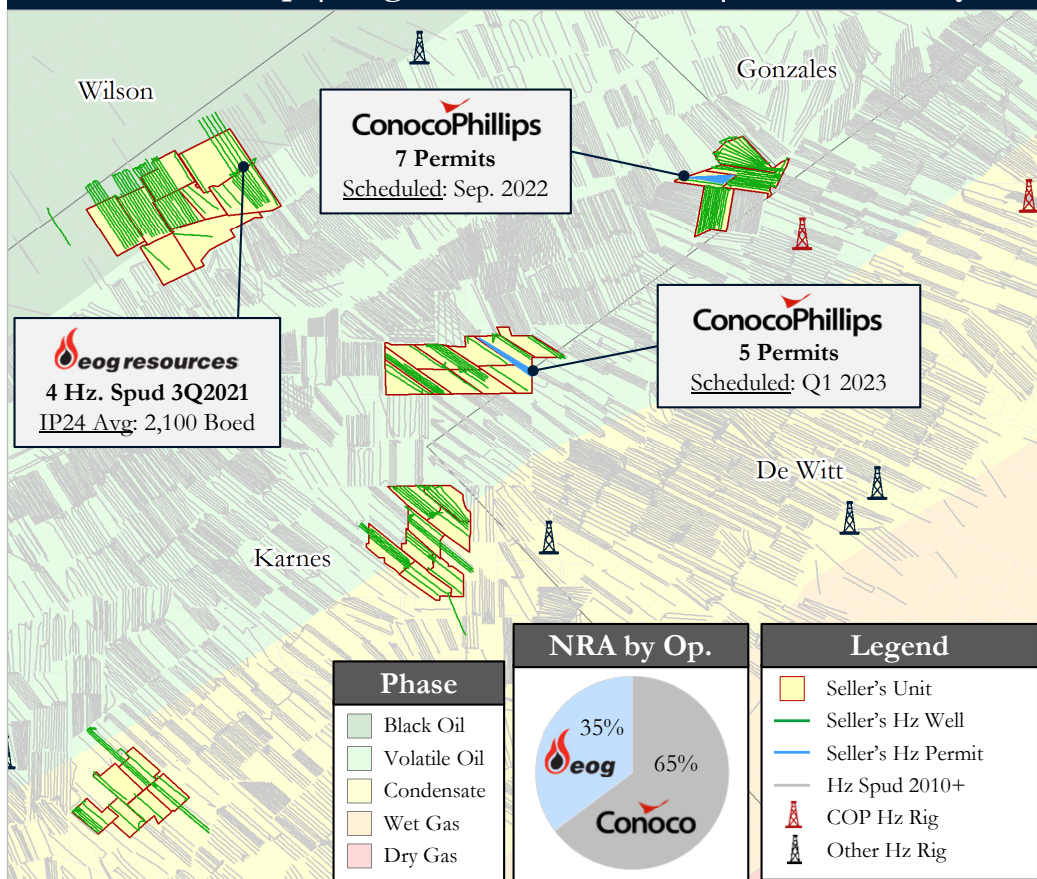 Wilson
Gonzales
ConocoPhillips
7 Permits
Scheduled: Sep. 2022
ConocoPhillips
5 Permits
Scheduled: Q1 2023
eog resources
4 Hz. Spud 3Q2021
IP24 Avg: 2,100 Boed
De Witt
Karnes
Phase
Black Oil
Volatile Oil
Condensate
Wet Gas
Dry Gas
NRA by Op.
35%
eog
65%
Conoco
Legend
Seller's Unit
Seller's Hz Well
Seller's Hz Permit
Hz Spud 2010+
COP Hz Rig
Other Hz Rig